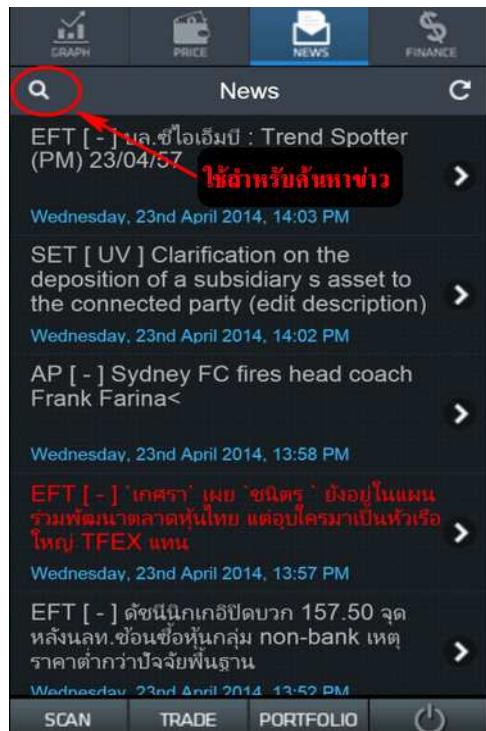 GRAPH
PRICE
NEWS
FINANCE
News
EFT [ - ] บล.ซีไอเอ็มบี : Trend Spotter
(PM) 23/04/57
ใช้สำหรับค้นหาข่าว
Wednesday, 23nd April 2014, 14:03 PM
SET [ UV ] Clarification on the
deposition of a subsidiary s asset to
the connected party (edit description)
Wednesday, 23nd April 2014, 14:02 PM
AP [ - ] Sydney FC fires head coach
Frank Farina<
Wednesday, 23nd April 2014, 13:58 PM
EFT [ - ] `เกศรา` เผย `ชนิตร ` ยังอยู่ในแผน
ร่วมพัฒนาตลาดหุ้นไทย แต่อุบใครมาเป็นหัวเรือ
ใหญ่ TFEX แทน
Wednesday, 23nd April 2014, 13:57 PM
EFT [ - ] ดัชนีนิกเกอิปิดบวก 157.50 จุด
หลังนลท.ช้อนซื้อหุ้นกลุ่ม non-bank เหตุ
ราคาต่ำกว่าปัจจัยพื้นฐาน
Wednesday, 23nd April 2014, 13:52 PM
SCAN
TRADE
PORTFOLIO